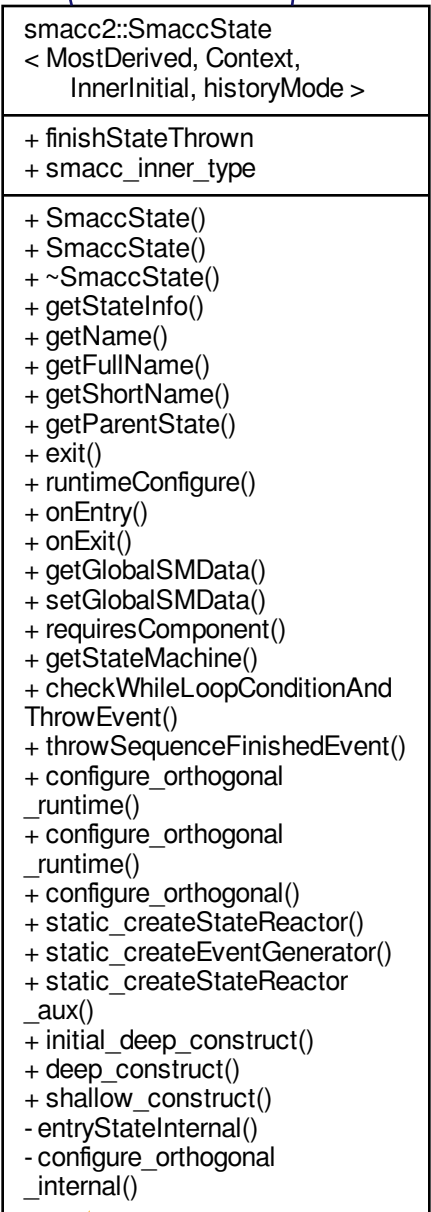 smacc2::SmaccState
< MostDerived, Context,
InnerInitial, historyMode >
+ finishStateThrown
+ smacc_inner_type
+ SmaccState()
+ SmaccState()
+ ~SmaccState()
+ getStateInfo()
+ getName()
+ getFullName()
+ getShortName()
+ getParentState()
+ exit()
+ runtimeConfigure()
+ onEntry()
+ onExit()
+ getGlobalSMData()
+ setGlobalSMData()
+ requiresComponent()
+ getStateMachine()
+ checkWhileLoopConditionAnd
ThrowEvent()
+ throwSequenceFinishedEvent()
+ configure_orthogonal
_runtime()
+ configure_orthogonal
_runtime()
+ configure_orthogonal()
+ static_createStateReactor()
+ static_createEventGenerator()
+ static_createStateReactor
_aux()
+ initial_deep_construct()
+ deep_construct()
+ shallow_construct()
- entryStateInternal()
- configure_orthogonal
_internal()